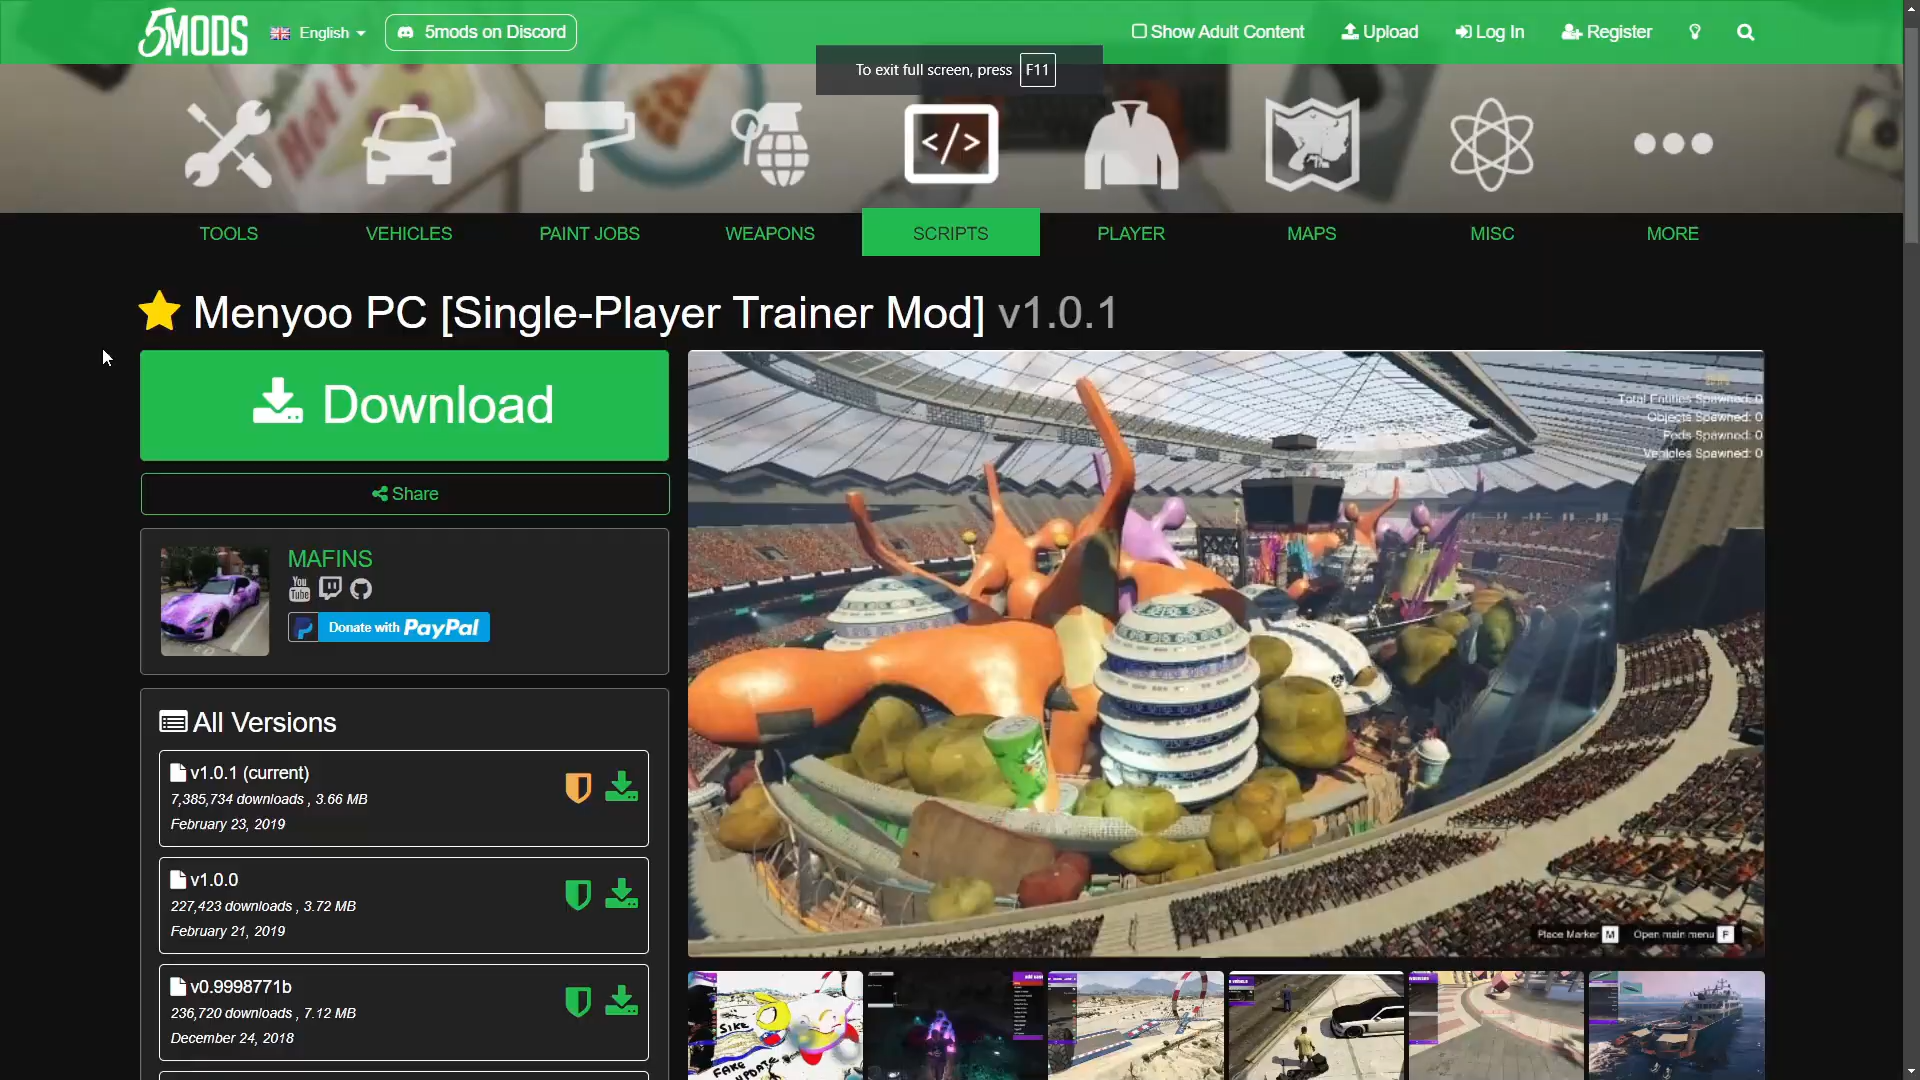 5MODS
English
5mods on Discord
Show Adult Content
Upload
Log In
Register
To exit full screen, press F11
TOOLS
VEHICLES
PAINT JOBS
WEAPONS
SCRIPTS
PLAYER
MAPS
MISC
MORE
Menyoo PC [Single-Player Trainer Mod] v1.0.1
Download
Share
MAFINS
You Tube
Donate with PayPal
All Versions
v1.0.1 (current)
7,385,734 downloads , 3.66 MB
February 23, 2019
v1.0.0
227,423 downloads , 3.72 MB
February 21, 2019
v0.9998771b
236,720 downloads , 7.12 MB
December 24, 2018
Total Entities Spawned: 0
Objects Spawned: 0
Peds Spawned: 0
Vehicles Spawned: 0
Place Marker M
Open main menu F
SIKE
FAKE UPDATE